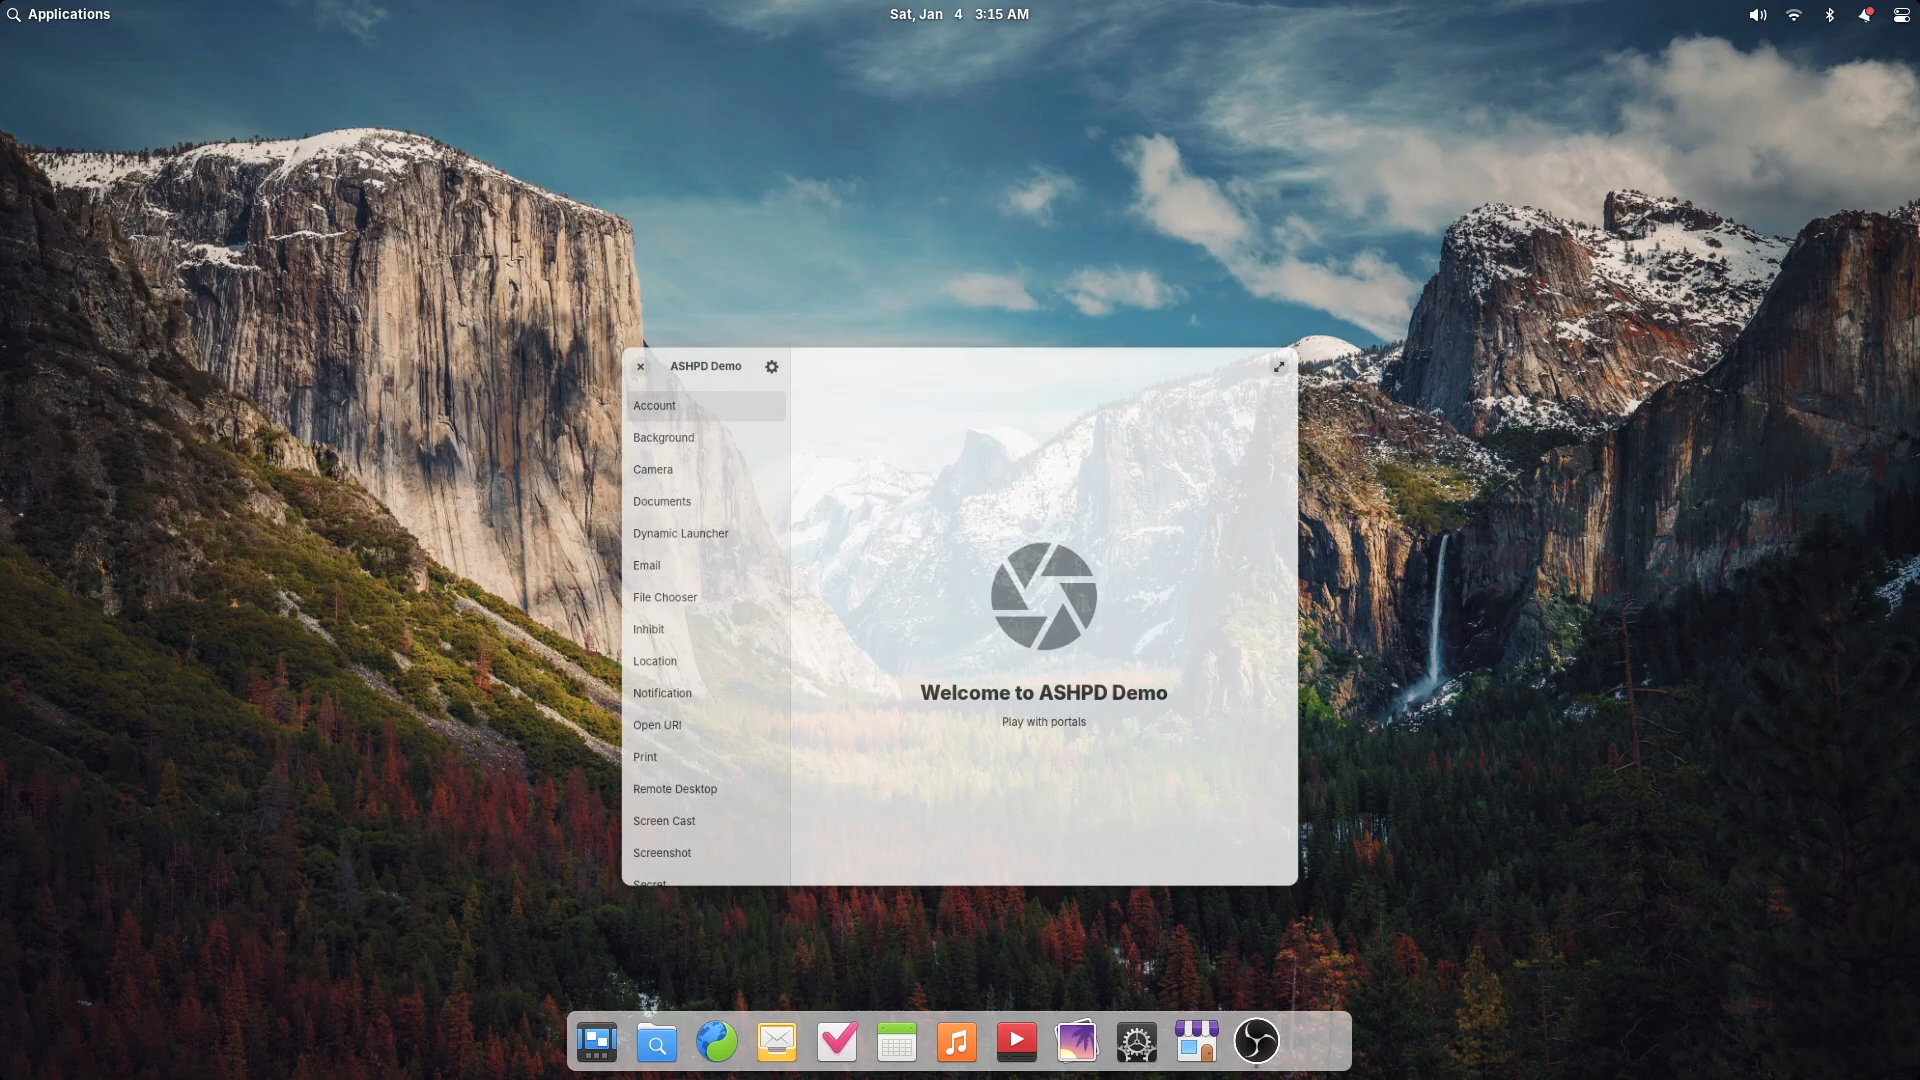 Applications
Sat, Jan 4 3:15 AM
ASHPD Demo
Account
Background
Camera
Documents
Dynamic Launcher
Email
File Chooser
Inhibit
Location
Notification
Open URI
Print
Remote Desktop
Screen Cast
Screenshot
Secret
Welcome to ASHPD Demo
Play with portals